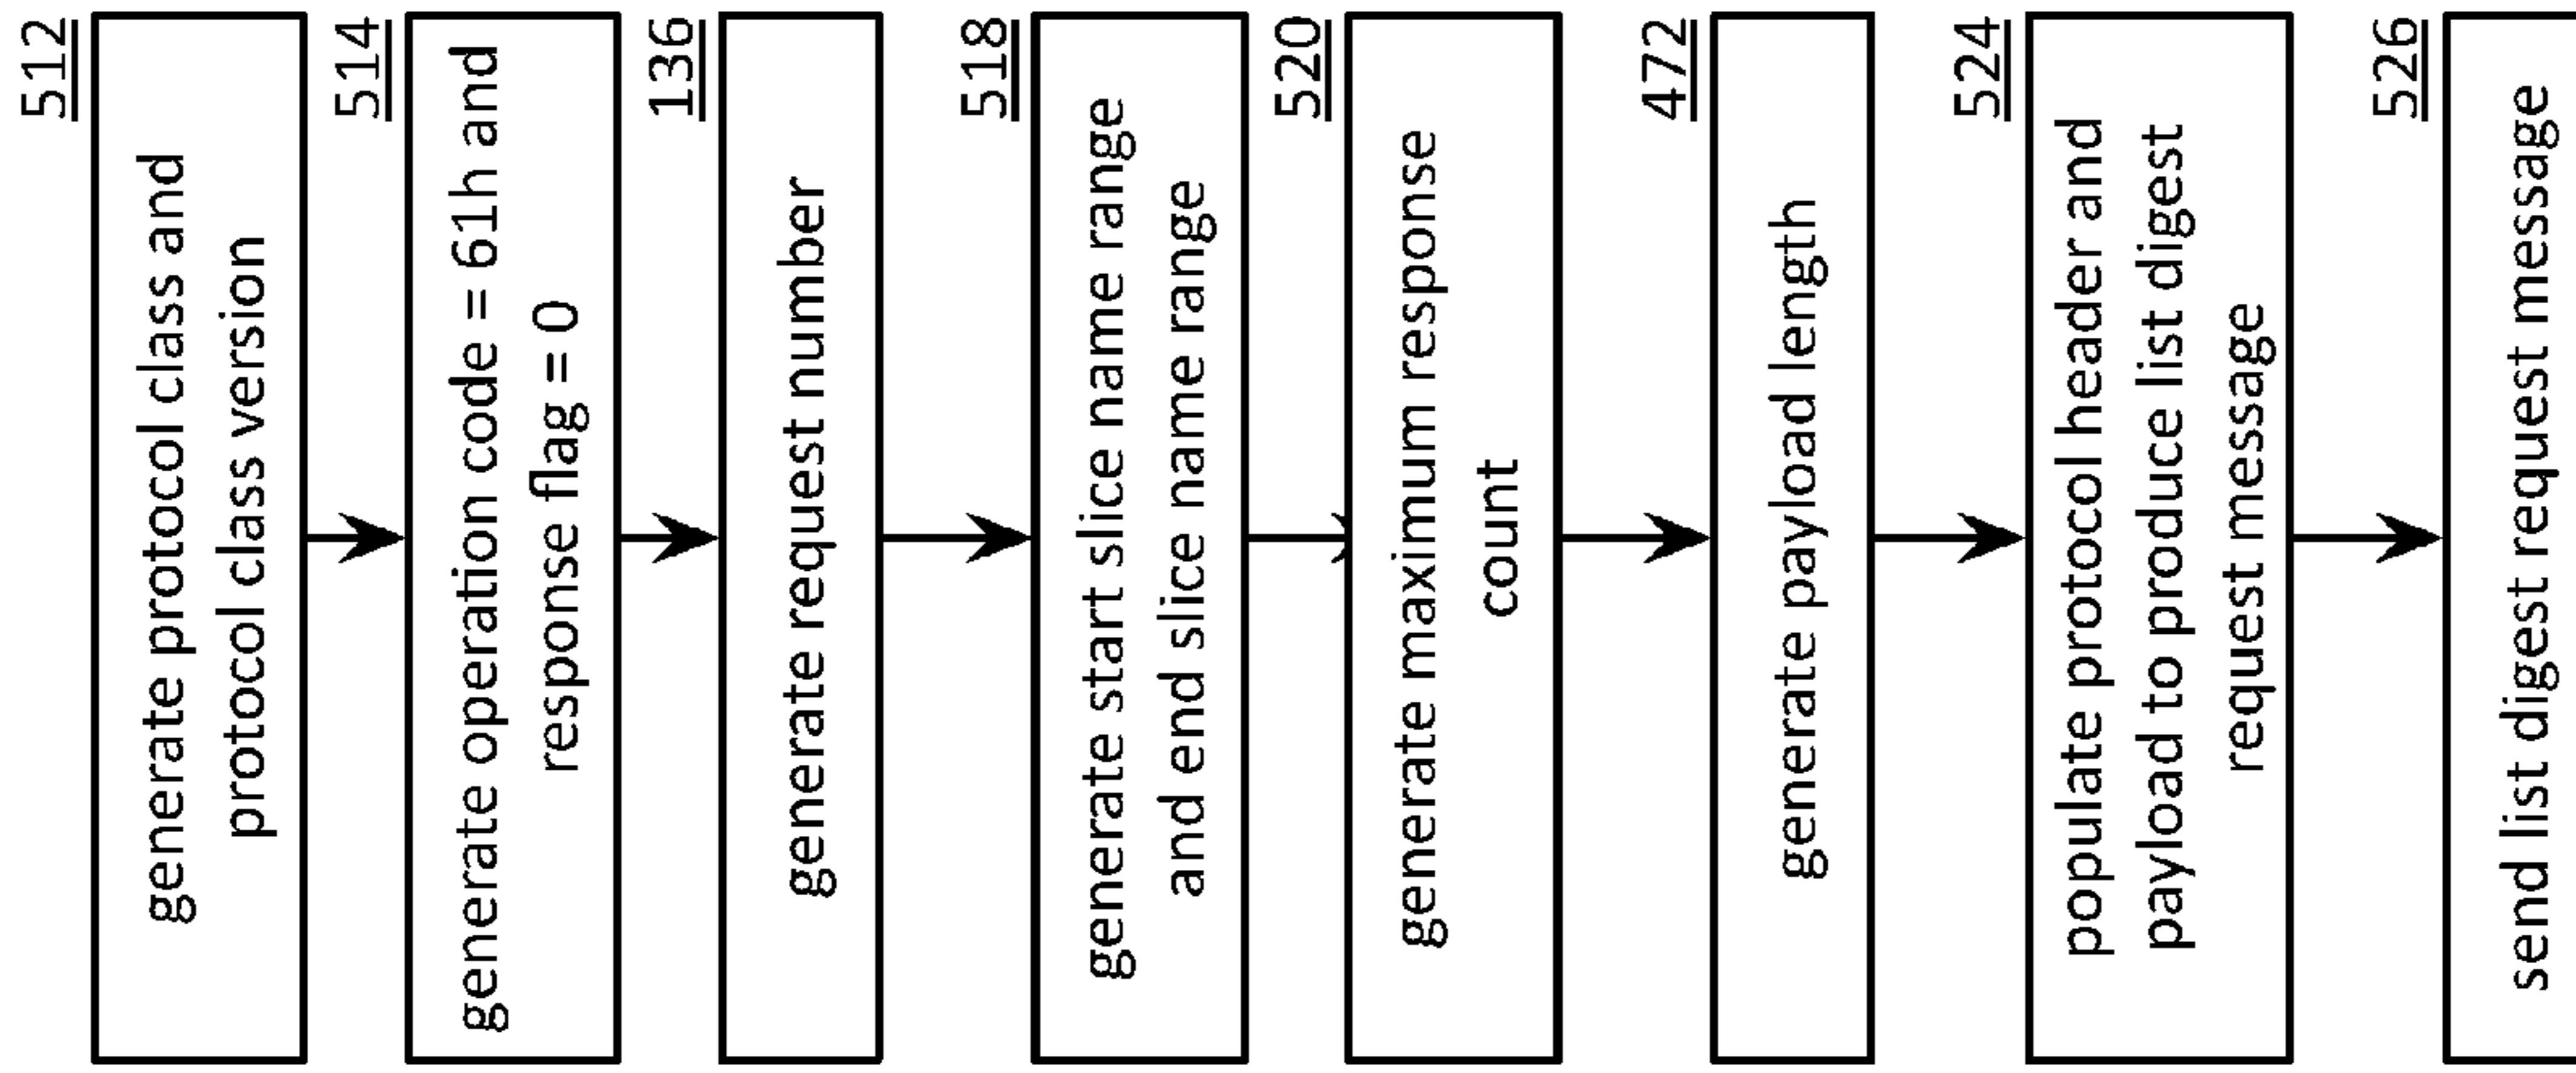 512
generate protocol class and
protocol class version
514
generate operation code = 61h and
response flag = 0
136
generate request number
518
generate start slice name range
and end slice name range
520
generate maximum response
count
472
generate payload length
524
populate protocol header and
payload to produce list digest
request message
526
send list digest request message